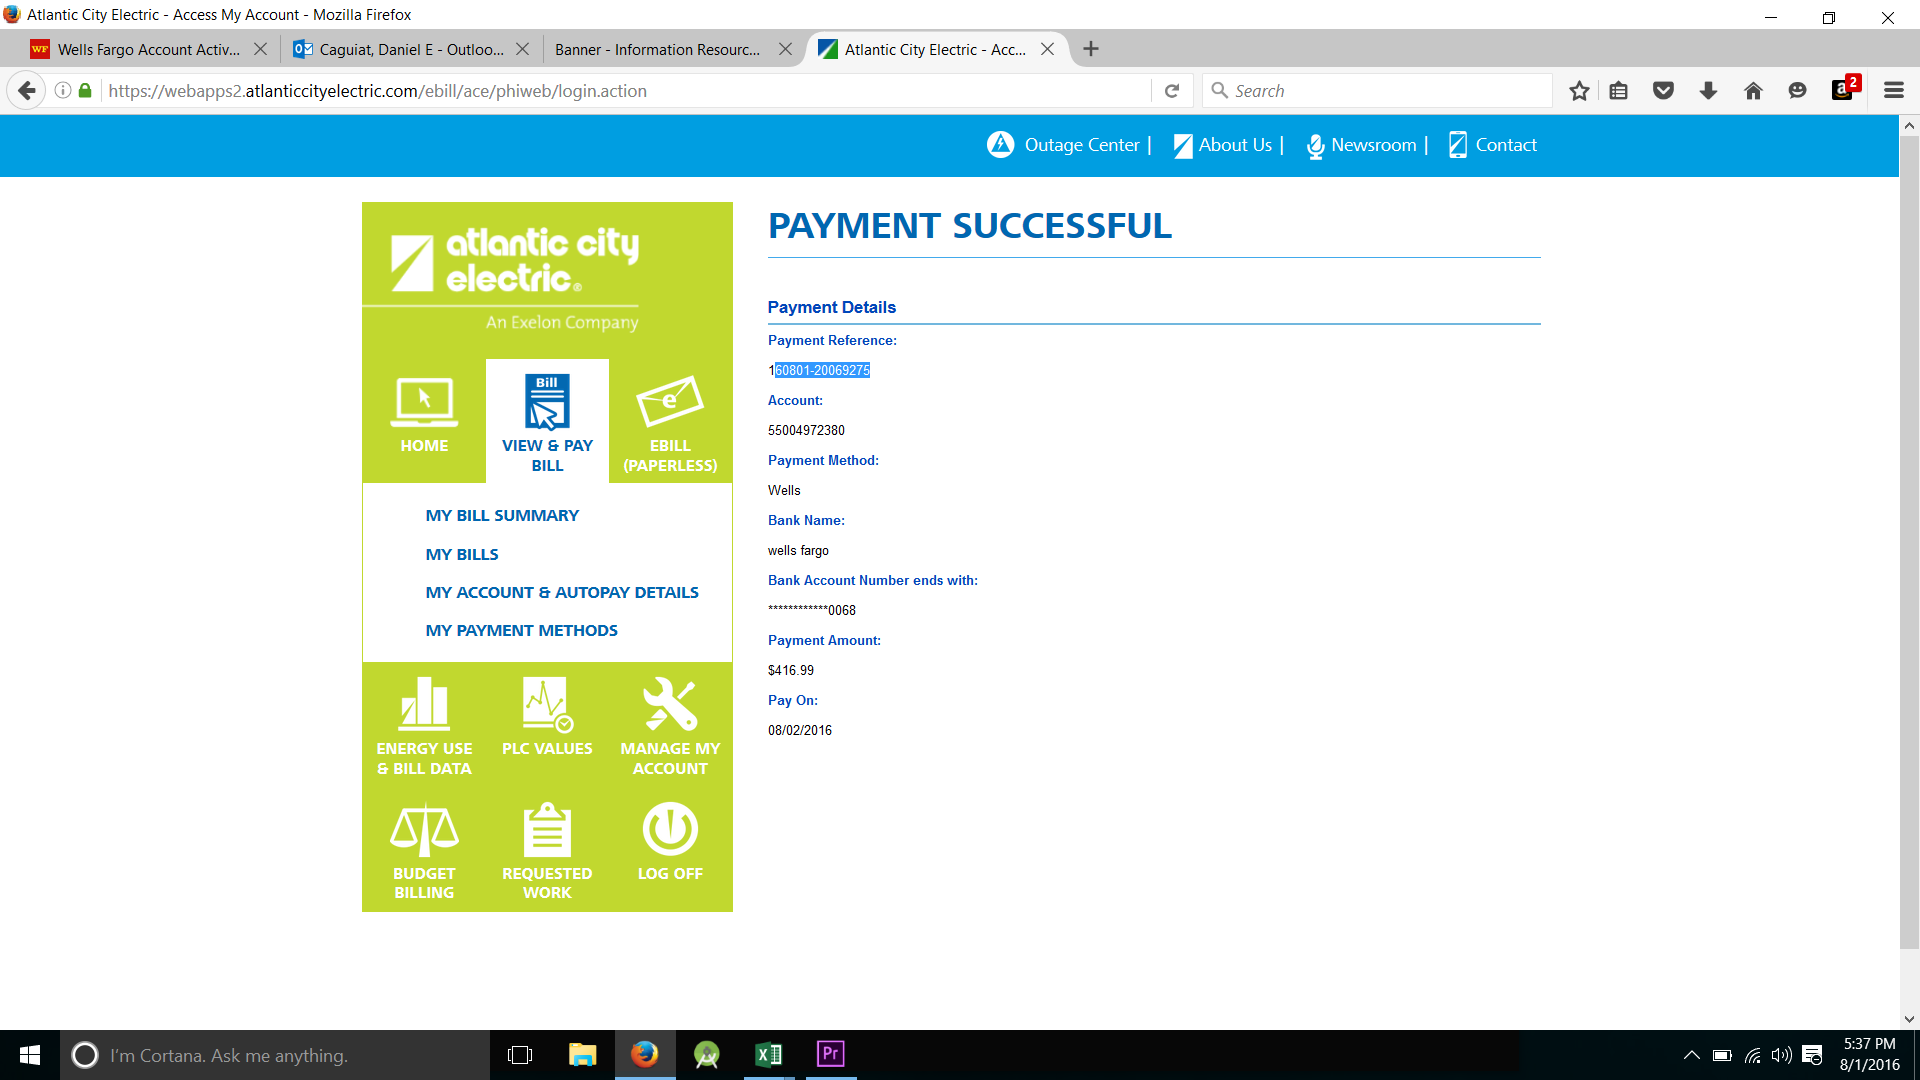 Atlantic City Electric - Access My Account - Mozilla Firefox
WF Wells Fargo Account Activ...
Caguiat, Daniel E - Outloo...
Banner - Information Resourc...
Atlantic City Electric - Acc...
https://webapps2.atlanticcityelectric.com/ebill/ace/phiweb/login.action
Search
a 2
Outage Center |
About Us |
Newsroom |
Contact
atlantic city
electric®
An Exelon Company
HOME
Bill
VIEW & PAY
BILL
e
EBILL
(PAPERLESS)
MY BILL SUMMARY
MY BILLS
MY ACCOUNT & AUTOPAY DETAILS
MY PAYMENT METHODS
ENERGY USE
& BILL DATA
PLC VALUES
MANAGE MY
ACCOUNT
BUDGET
BILLING
REQUESTED
WORK
LOG OFF
PAYMENT SUCCESSFUL
Payment Details
Payment Reference:
160801-20069275
Account:
55004972380
Payment Method:
Wells
Bank Name:
wells fargo
Bank Account Number ends with:
************0068
Payment Amount:
$416.99
Pay On:
08/02/2016
I'm Cortana. Ask me anything.
Pr
5:37 PM
8/1/2016